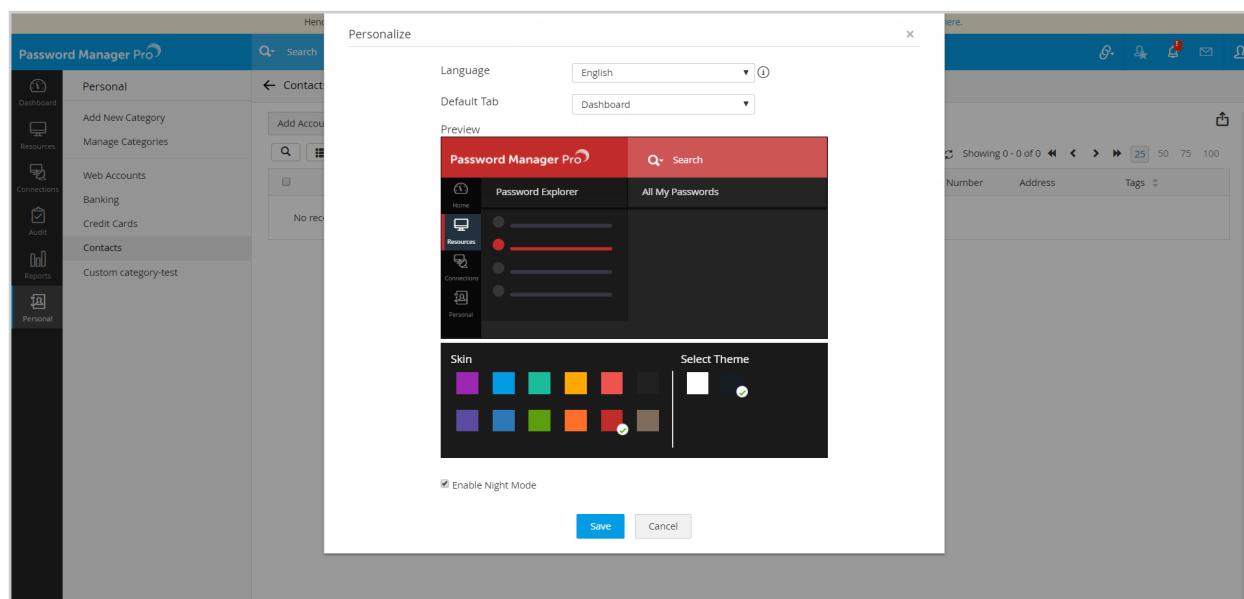 Henc
ere.
Password Manager Pro
Search
Dashboard
Resources
Connections
Audit
Reports
Personal
Personal
Add New Category
Manage Categories
Web Accounts
Banking
Credit Cards
Contacts
Custom category-test
Contact
Add Accou
Showing 0 - 0 of 0
25 50 75 100
Number Address Tags
No rec
Personalize
Language English
Default Tab Dashboard
Preview
Password Manager Pro
Search
Home
Resources
Connections
Personal
Password Explorer
All My Passwords
Skin
Select Theme
Enable Night Mode
Save
Cancel